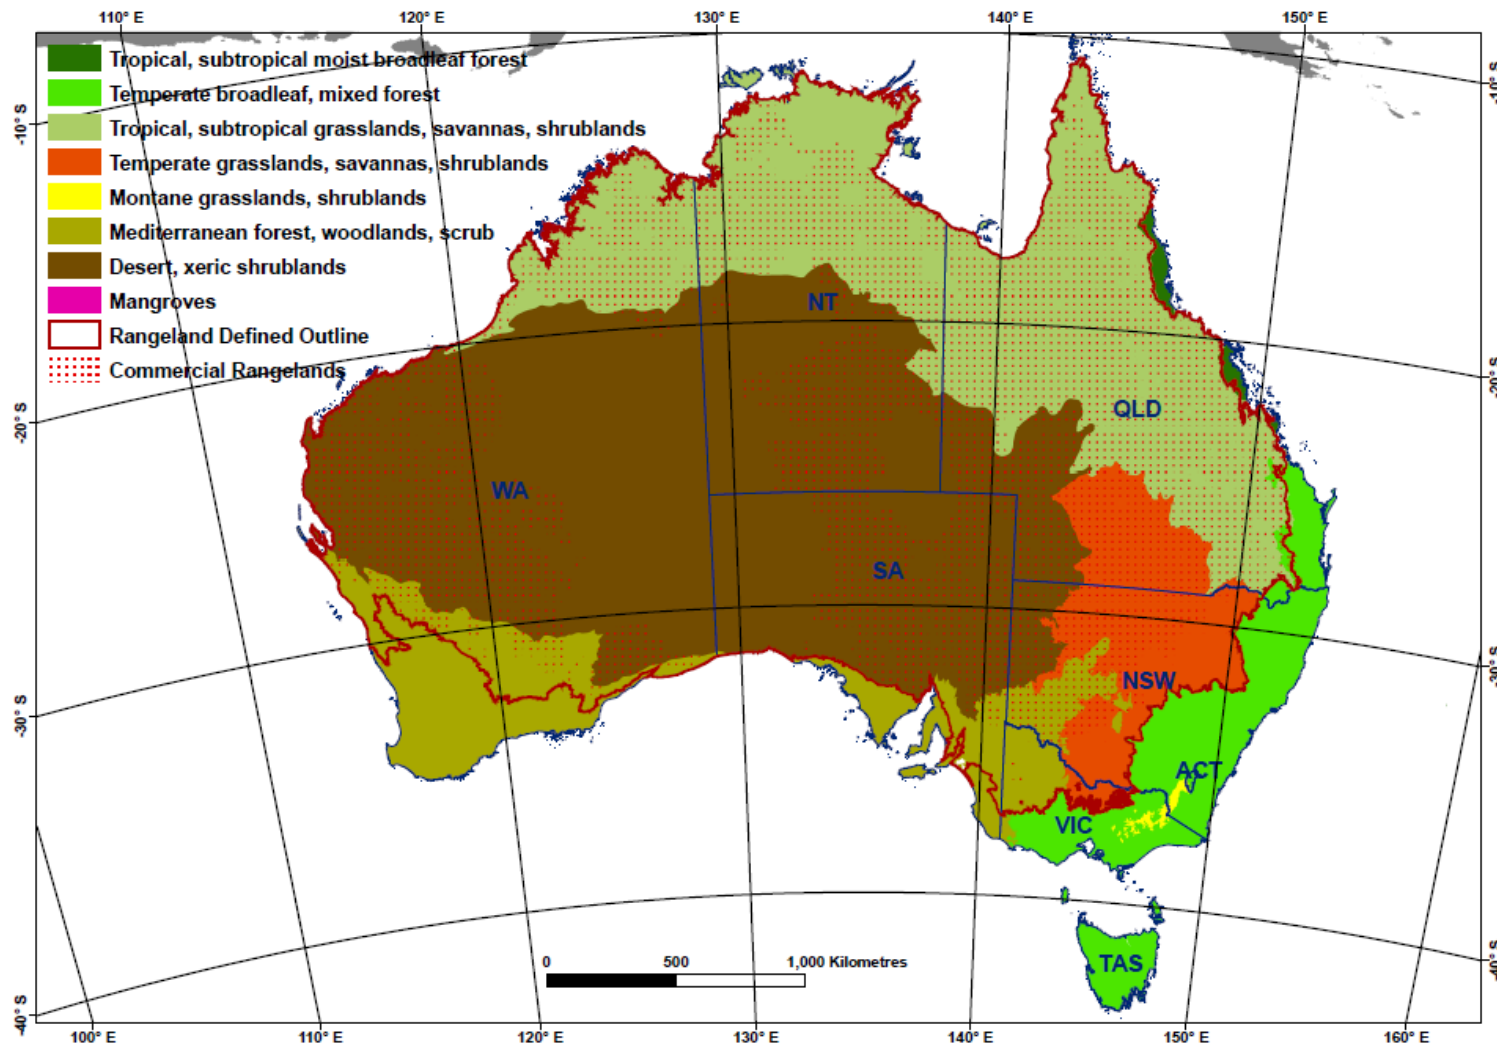 110° E 120° E 130° E 140° E 150° E
Tropical, subtropical moist broadleaf forest
Temperate broadleaf, mixed forest
Tropical, subtropical grasslands, savannas, shrublands
Temperate grasslands, savannas, shrublands
Montane grasslands, shrublands
Mediterranean forest, woodlands, scrub
Desert, xeric shrublands
Mangroves
Rangeland Defined Outline
Commercial Rangelands
-10° S
-20° S
-30° S
-40° S
-10° S
-20° S
-30° S
-40° S
NT
QLD
WA
SA
NSW
ACT
VIC
TAS
0 500 1,000 Kilometres
100° E 110° E 120° E 130° E 140° E 150° E 160° E